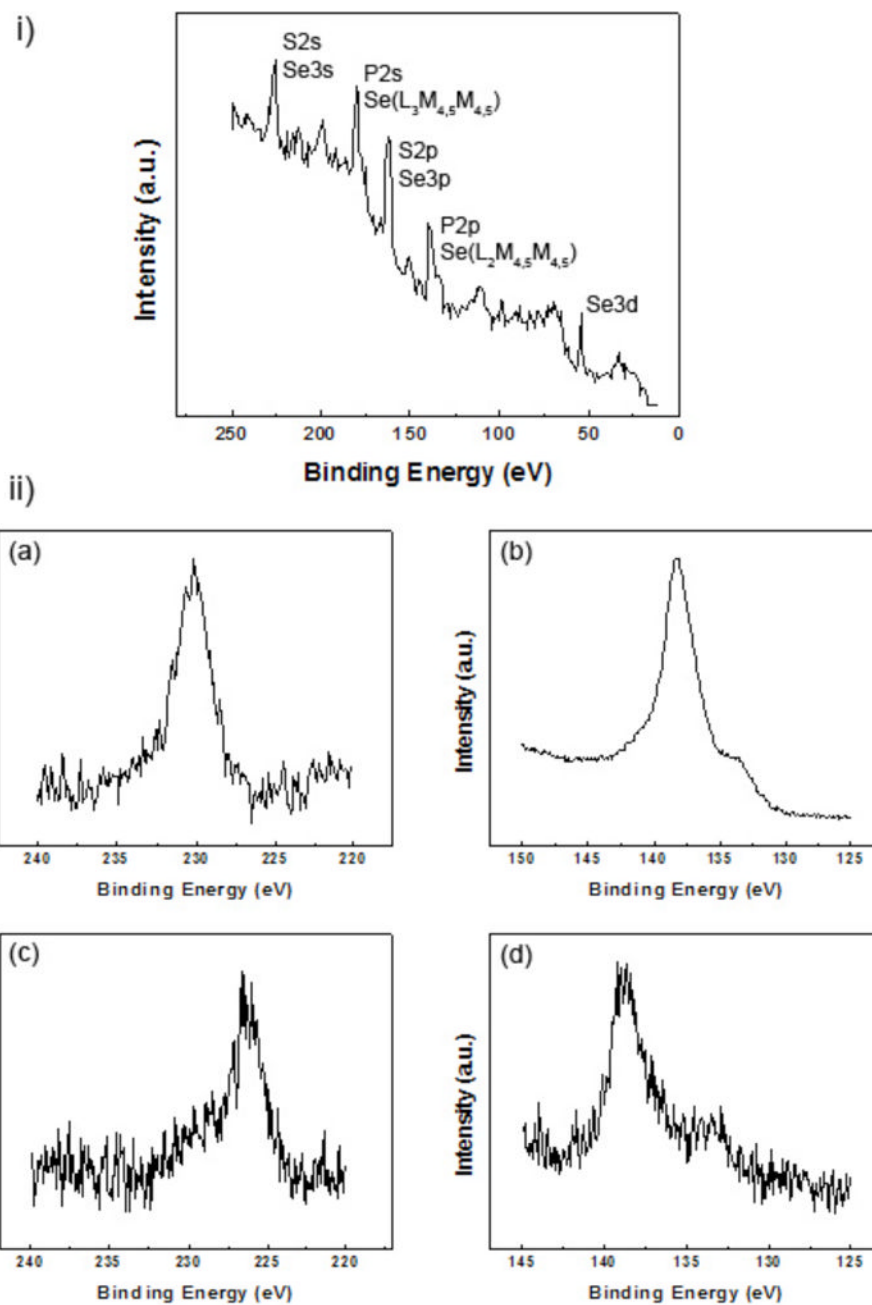 i)
S2s
Se3s
P2s
Se(L₃M₄,₅M₄,₅)
S2p
Se3p
P2p
Se(L₂M₄,₅M₄,₅)
Se3d
Intensity (a.u.)
250 200 150 100 50 0
Binding Energy (eV)
ii)
(a)
240 235 230 225 220
Binding Energy (eV)
(b)
Intensity (a.u.)
150 145 140 135 130 125
Binding Energy (eV)
(c)
240 235 230 225 220
Binding Energy (eV)
(d)
Intensity (a.u.)
145 140 135 130 125
Binding Energy (eV)